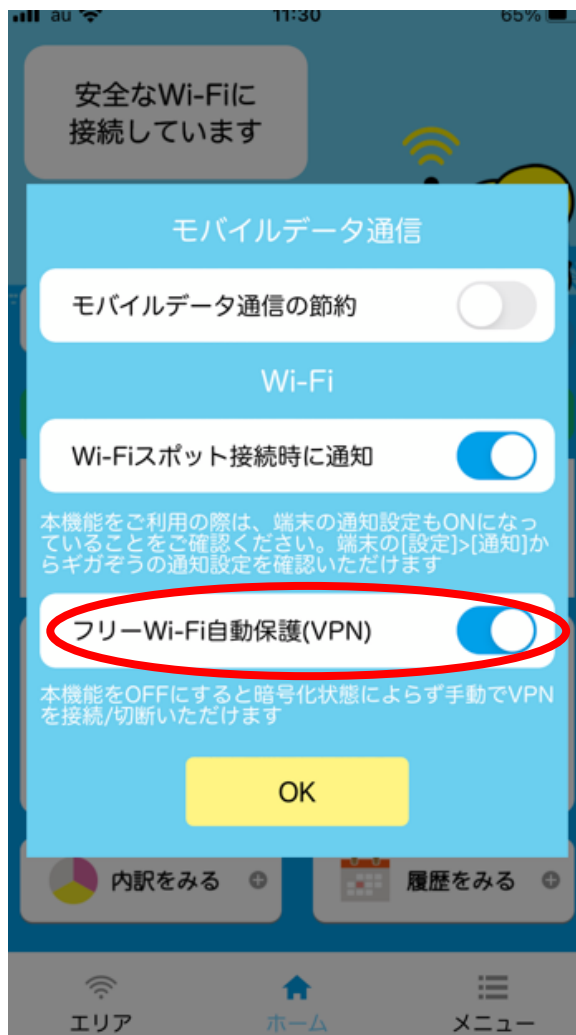 au
11:30
65%
安全なWi-Fiに
接続しています
モバイルデータ通信
モバイルデータ通信の節約
Wi-Fi
Wi-Fiスポット接続時に通知
本機能をご利用の際は、端末の通知設定もONになっ
ていることをご確認ください。端末の[設定]>[通知]か
らギガぞうの通知設定を確認いただけます
フリーWi-Fi自動保護(VPN)
本機能をOFFにすると暗号化状態によらず手動でVPN
を接続/切断いただけます
OK
内訳をみる
履歴をみる
エリア
ホーム
メニュー